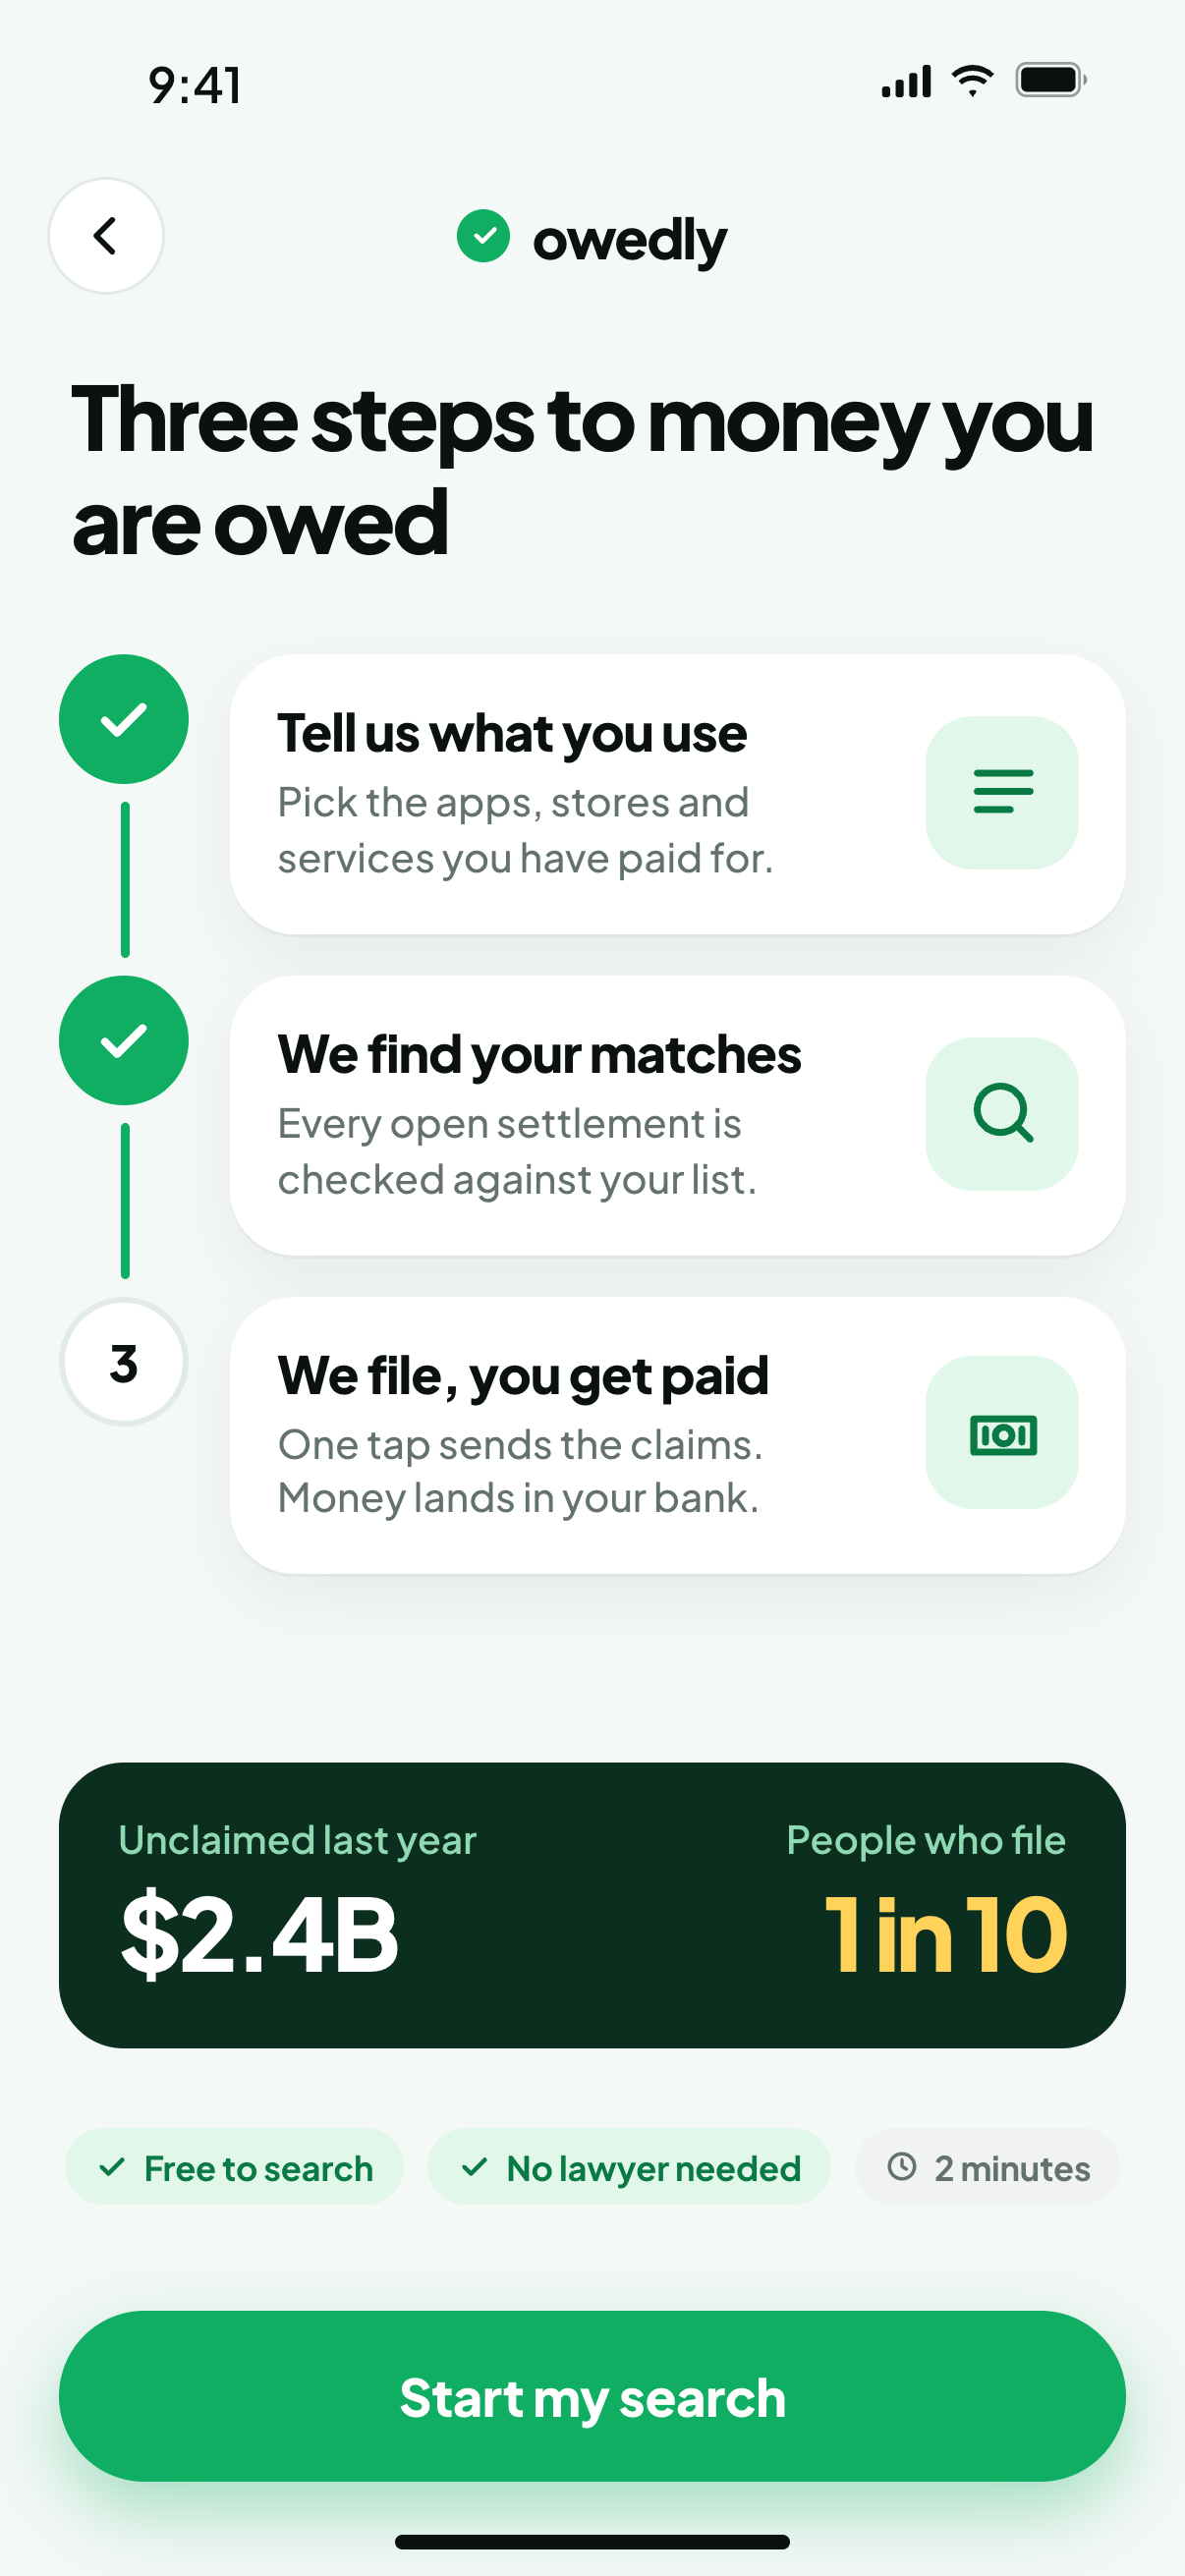 9:41
owedly
Three steps to money you
are owed
Tell us what you use
Pick the apps, stores and
services you have paid for.
We find your matches
Every open settlement is
checked against your list.
3
We file, you get paid
One tap sends the claims.
Money lands in your bank.
Unclaimed last year
$2.4B
People who file
1 in 10
Free to search
No lawyer needed
2 minutes
Start my search